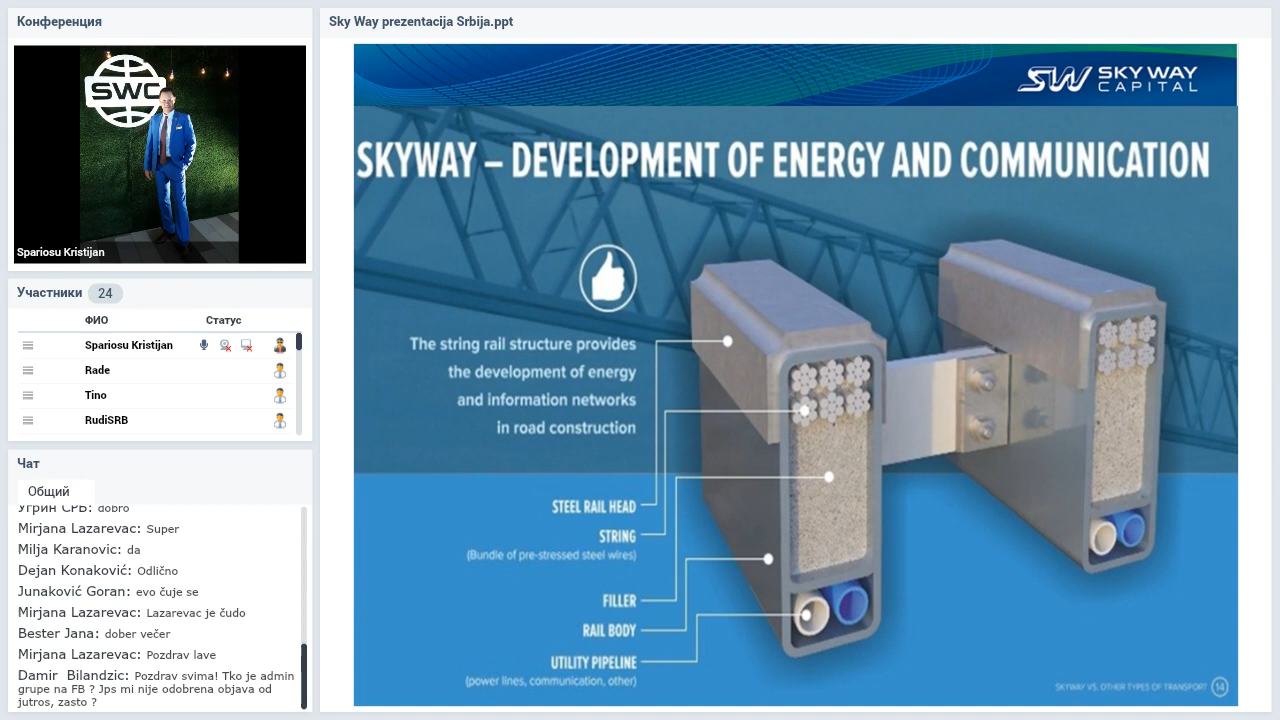 Конференция
SWC
Spariosu Kristijan
Участники 24
ФИО Статус
Spariosu Kristijan
Rade
Tino
RudiSRB
Чат
Общий
Угрин СРБ: dobro
Mirjana Lazarevac: Super
Milja Karanovic: da
Dejan Konaković: Odlično
Junaković Goran: evo čuje se
Mirjana Lazarevac: Lazarevac je čudo
Bester Jana: dober večer
Mirjana Lazarevac: Pozdrav lave
Damir Bilandzic: Pozdrav svima! Tko je admin
grupe na FB ? Jps mi nije odobrena objava od
jutros, zasto ?
Sky Way prezentacija Srbija.ppt
SW SKY WAY
CAPITAL
SKYWAY – DEVELOPMENT OF ENERGY AND COMMUNICATION
The string rail structure provides
the development of energy
and information networks
in road construction
STEEL RAIL HEAD
STRING
(Bundle of pre-stressed steel wires)
FILLER
RAIL BODY
UTILITY PIPELINE
(power lines, communication, other)
SKYWAY VS. OTHER TYPES OF TRANSPORT 14